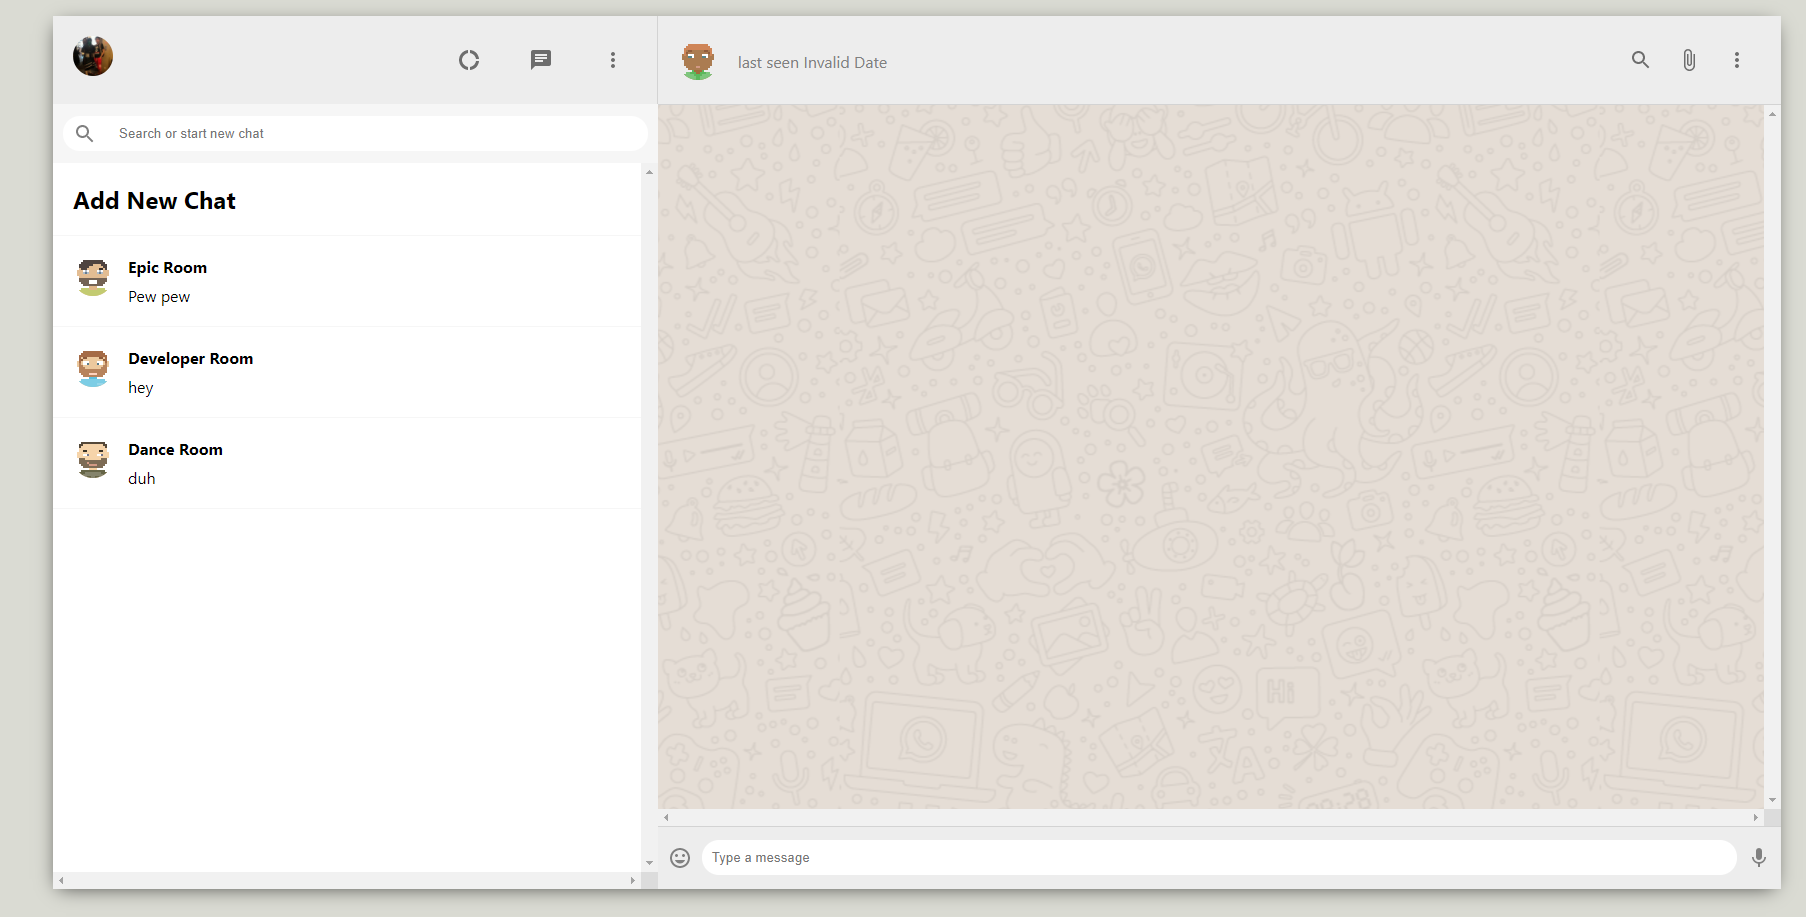 last seen Invalid Date
Search or start new chat
Add New Chat
Epic Room
Pew pew
Developer Room
hey
Dance Room
duh
Hi
Type a message